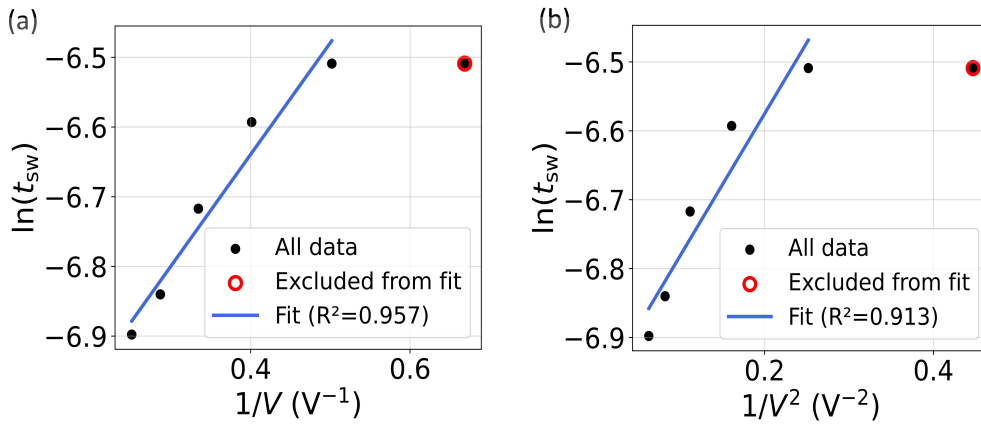 (a)
ln(t_sw)
−6.5
−6.6
−6.7
−6.8
−6.9
All data
Excluded from fit
Fit (R²=0.957)
0.4 0.6
1/V (V⁻¹)
(b)
ln(t_sw)
−6.5
−6.6
−6.7
−6.8
−6.9
All data
Excluded from fit
Fit (R²=0.913)
0.2 0.4
1/V² (V⁻²)